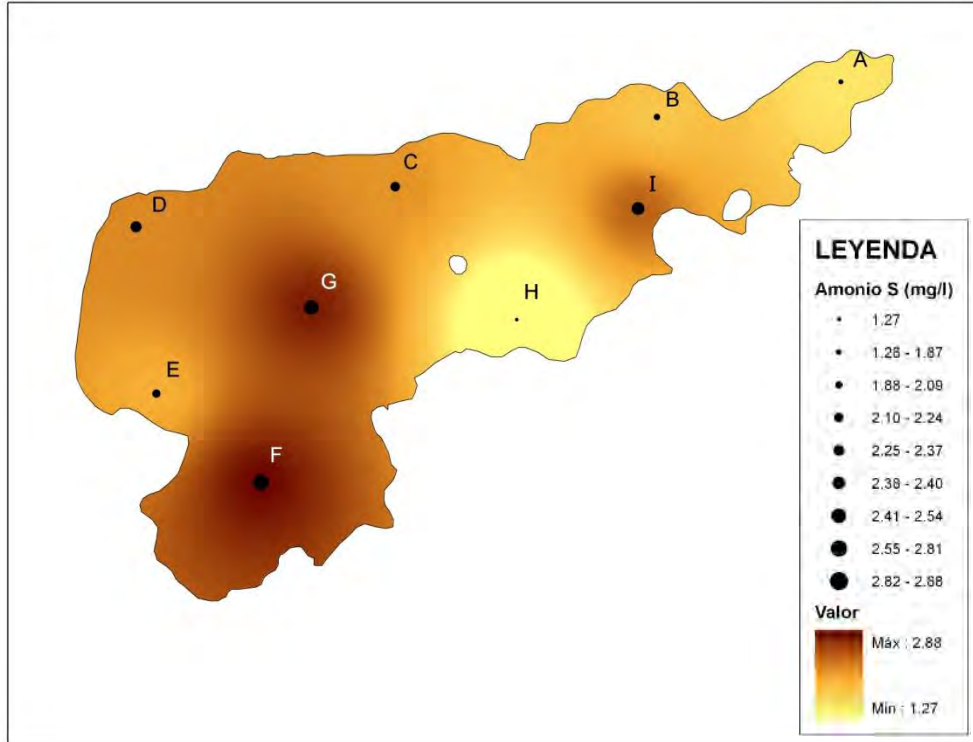 A
B
C
I
D
G
H
E
F
LEYENDA
Amonio S (mg/l)
1.27
1.28 - 1.87
1.88 - 2.09
2.10 - 2.24
2.25 - 2.37
2.38 - 2.40
2.41 - 2.54
2.55 - 2.81
2.82 - 2.88
Valor
Máx : 2.88
Mín : 1.27